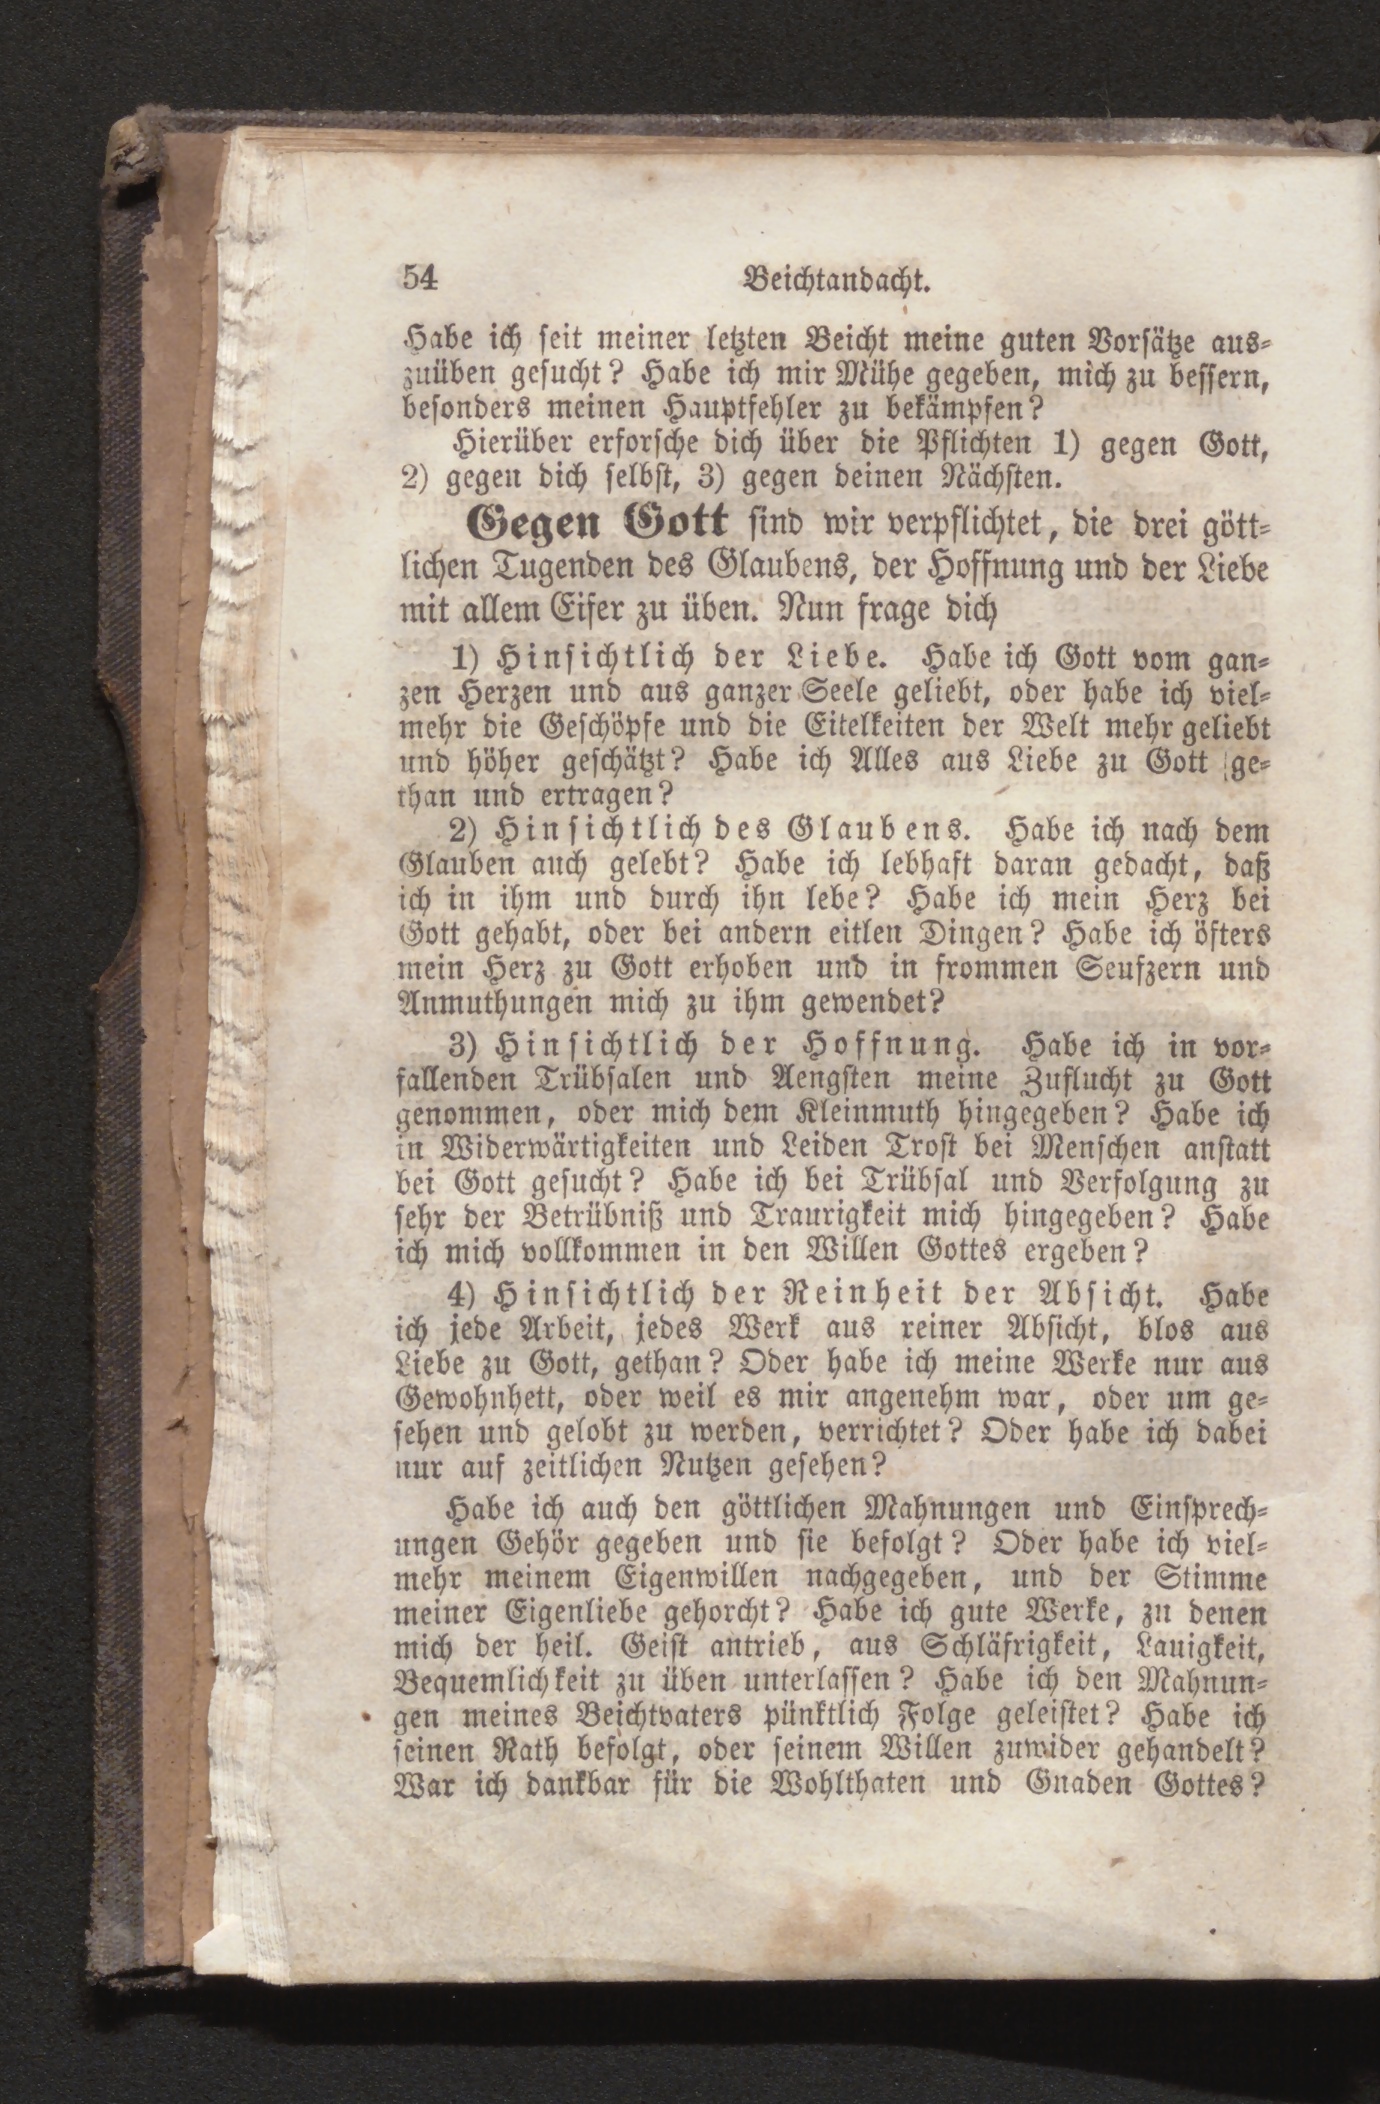 54 Beichtandacht.
Habe ich seit meiner letzten Beicht meine guten Vorsätze aus-
zuüben gesucht? Habe ich mir Mühe gegeben, mich zu bessern,
besonders meinen Hauptfehler zu bekämpfen?
Hierüber erforsche dich über die Pflichten 1) gegen Gott,
2) gegen dich selbst, 3) gegen deinen Nächsten.
Gegen Gott sind wir verpflichtet, die drei gött-
lichen Tugenden des Glaubens, der Hoffnung und der Liebe
mit allem Eifer zu üben. Nun frage dich
1) Hinsichtlich der Liebe. Habe ich Gott vom gan-
zen Herzen und aus ganzer Seele geliebt, oder habe ich viel-
mehr die Geschöpfe und die Eitelkeiten der Welt mehr geliebt
und höher geschätzt? Habe ich Alles aus Liebe zu Gott ge-
than und ertragen?
2) Hinsichtlich des Glaubens. Habe ich nach dem
Glauben auch gelebt? Habe ich lebhaft daran gedacht, daß
ich in ihm und durch ihn lebe? Habe ich mein Herz bei
Gott gehabt, oder bei andern eitlen Dingen? Habe ich öfters
mein Herz zu Gott erhoben und in frommen Seufzern und
Anmuthungen mich zu ihm gewendet?
3) Hinsichtlich der Hoffnung. Habe ich in vor-
fallenden Trübsalen und Aengsten meine Zuflucht zu Gott
genommen, oder mich dem Kleinmuth hingegeben? Habe ich
in Widerwärtigkeiten und Leiden Trost bei Menschen anstatt
bei Gott gesucht? Habe ich bei Trübsal und Verfolgung zu
sehr der Betrübniß und Traurigkeit mich hingegeben? Habe
ich mich vollkommen in den Willen Gottes ergeben?
4) Hinsichtlich der Reinheit der Absicht. Habe
ich jede Arbeit, jedes Werk aus reiner Absicht, blos aus
Liebe zu Gott, gethan? Oder habe ich meine Werke nur aus
Gewohnhett, oder weil es mir angenehm war, oder um ge-
sehen und gelobt zu werden, verrichtet? Oder habe ich dabei
nur auf zeitlichen Nutzen gesehen?
Habe ich auch den göttlichen Mahnungen und Einsprech-
ungen Gehör gegeben und sie befolgt? Oder habe ich viel-
mehr meinem Eigenwillen nachgegeben, und der Stimme
meiner Eigenliebe gehorcht? Habe ich gute Werke, zu denen
mich der heil. Geist antrieb, aus Schläfrigkeit, Lauigkeit,
Bequemlichkeit zu üben unterlassen? Habe ich den Mahnun-
gen meines Beichtvaters pünktlich Folge geleistet? Habe ich
seinen Rath befolgt, oder seinem Willen zuwider gehandelt?
War ich dankbar für die Wohlthaten und Gnaden Gottes?